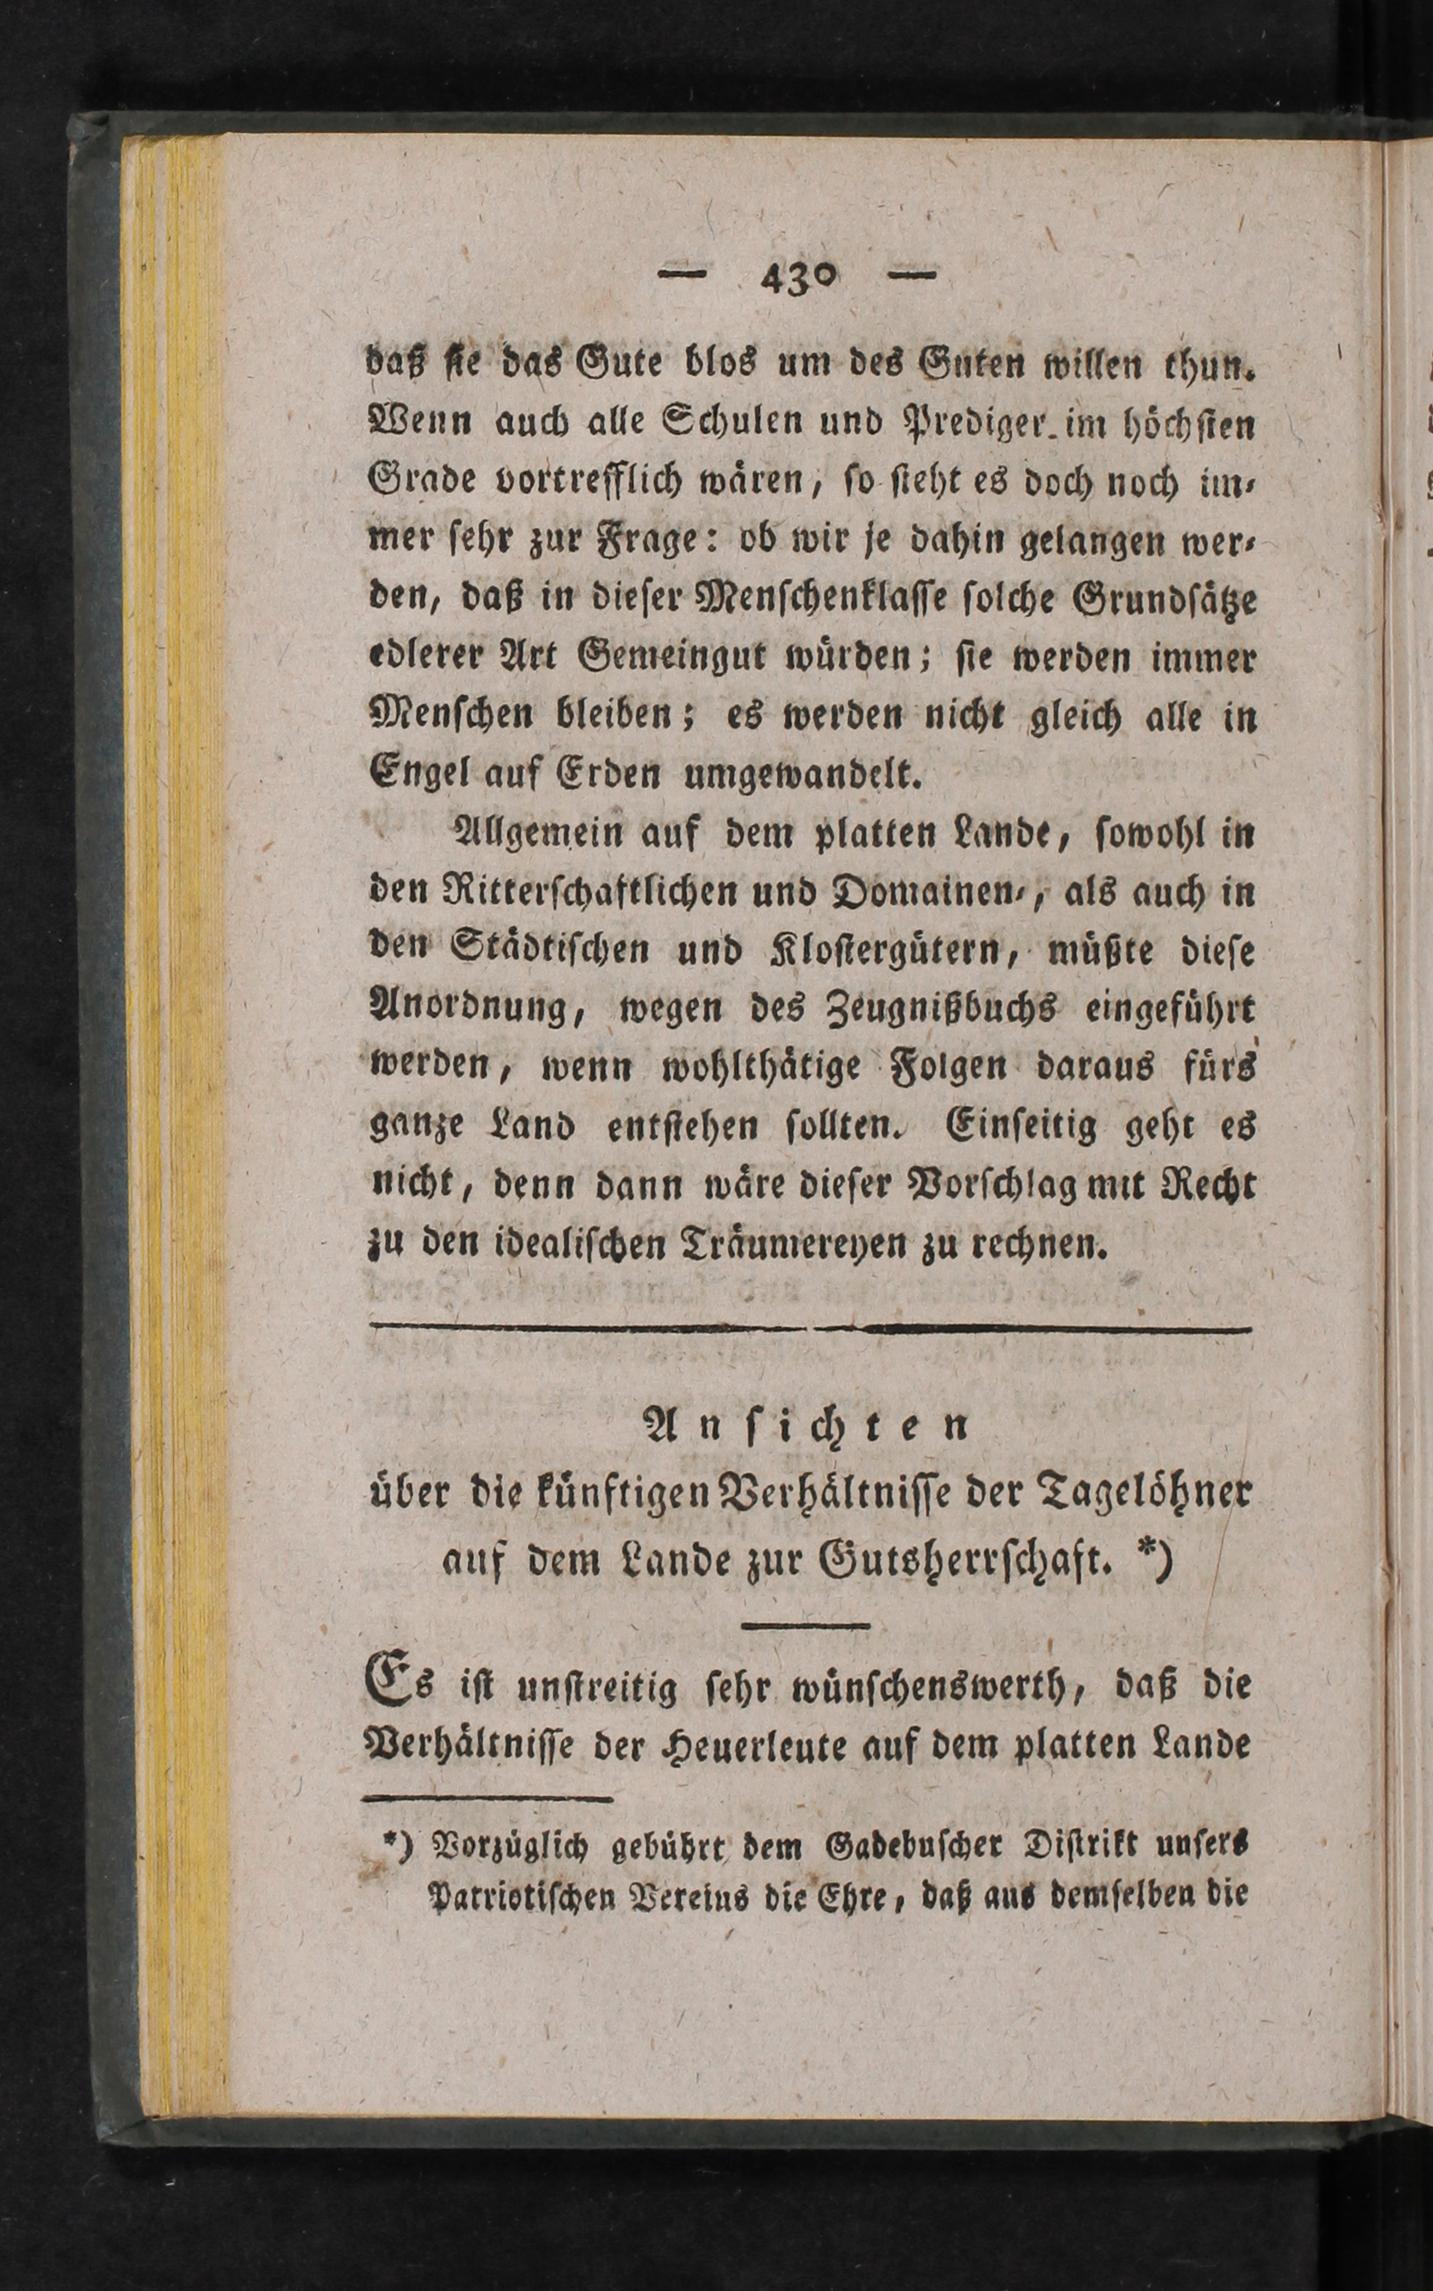 — 430 —
daß ſie das Gute blos um des Guten willen thun.
Wenn auch alle Schulen und Prediger im höchſten
Grade vortrefflich wären, ſo ſteht es doch noch im⸗
mer ſehr zur Frage: ob wir je dahin gelangen wer⸗
den, daß in dieſer Menſchenklaſſe ſolche Grundſätze
edlerer Art Gemeingut würden; ſie werden immer
Menſchen bleiben; es werden nicht gleich alle in
Engel auf Erden umgewandelt.
Allgemein auf dem platten Lande, ſowohl in
den Ritterſchaftlichen und Domainen⸗, als auch in
den Städtiſchen und Kloſtergütern, müßte dieſe
Anordnung, wegen des Zeugnißbuchs eingeführt
werden, wenn wohlthätige Folgen daraus fürs
ganze Land entſtehen ſollten. Einſeitig geht es
nicht, denn dann wäre dieſer Vorſchlag mit Recht
zu den idealiſchen Träumereyen zu rechnen.
Anſichten
über die künftigen Verhältniſſe der Tagelöhner
auf dem Lande zur Gutsherrſchaft. *)
Es iſt unſtreitig ſehr wünſchenswerth, daß die
Verhältniſſe der Heuerleute auf dem platten Lande
*) Vorzüglich gebührt dem Gadebuſcher Diſtrikt unſers
Patriotiſchen Vereins die Ehre, daß aus demſelben die